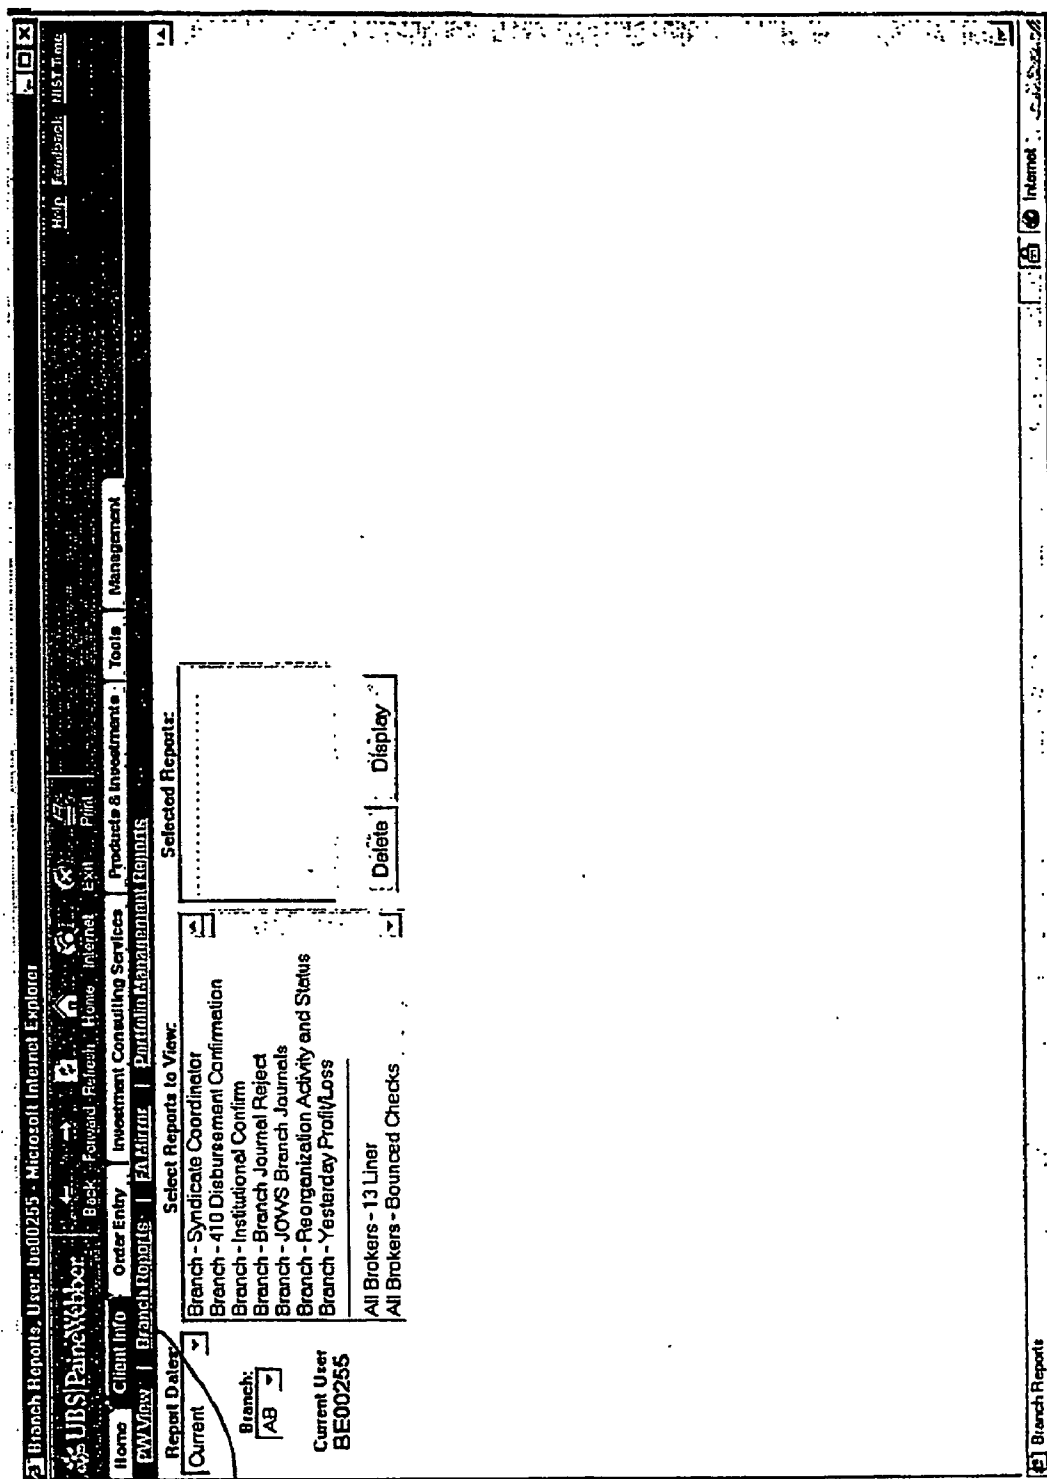 Branch Reports, User: be00255 - Microsoft Internet Explorer
UBS PaineWebber
Back Forward Refresh Home Internet Exit Print
Help Feedback NIST Time
Home Client Info Order Entry Investment Consulting Services Products & Investments Tools Management
PW View | Branch Reports | FA Mirror | Portfolio Management Reports
Report Date:
Current
Branch:
AB
Current User
BE00255
Select Reports to View:
Branch - Syndicate Coordinator
Branch - 410 Disbursement Confirmation
Branch - Institutional Confirm
Branch - Branch Journal Reject
Branch - JOWS Branch Journals
Branch - Reorganization Activity and Status
Branch - Yesterday Profit/Loss
All Brokers - 13 Liner
All Brokers - Bounced Checks
Selected Reports:
Delete Display
Branch Reports
Internet